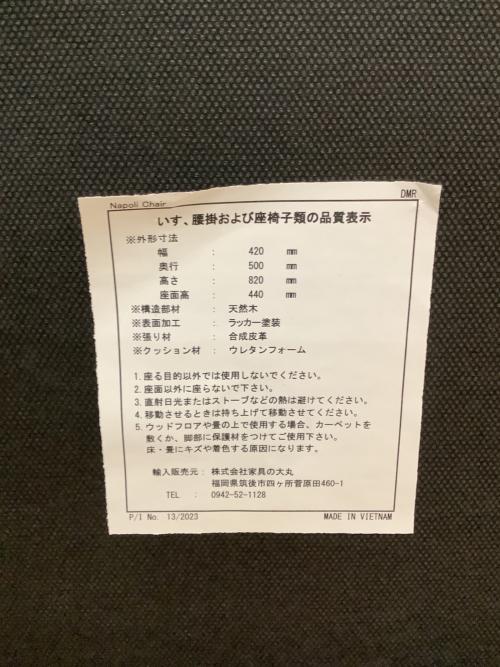 Napoli Chair
DMR
いす、腰掛および座椅子類の品質表示
※外形寸法
幅 : 420 mm
奥行 : 500 mm
高さ : 820 mm
座面高 : 440 mm
※構造部材 : 天然木
※表面加工 : ラッカー塗装
※張り材 : 合成皮革
※クッション材 : ウレタンフォーム
1. 座る目的以外では使用しないでください。
2. 座面以外に座らないで下さい。
3. 直射日光またはストーブなどの熱は避けてください。
4. 移動させるときは持ち上げて移動させてください。
5. ウッドフロアや畳の上で使用する場合、カーペットを
敷くか、脚部に保護材をつけてご使用下さい。
床・畳にキズや着色する原因になります。
輸入販売元 : 株式会社家具の大丸
福岡県筑後市四ヶ所菅原田460-1
TEL : 0942-52-1128
P/I No. 13/2023
MADE IN VIETNAM